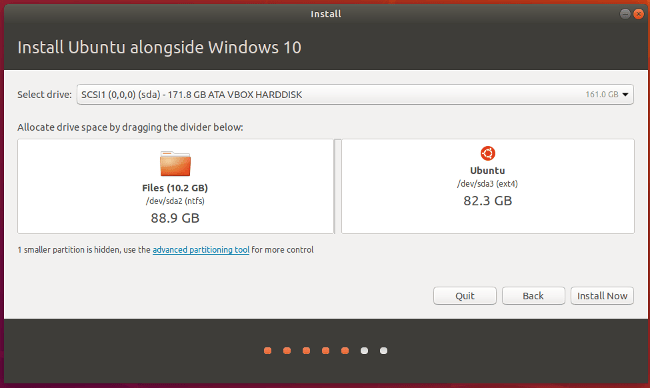 Install
Install Ubuntu alongside Windows 10
Select drive: SCSI1 (0,0,0) (sda) - 171.8 GB ATA VBOX HARDDISK 161.0 GB
Allocate drive space by dragging the divider below:
Files (10.2 GB)
/dev/sda2 (ntfs)
88.9 GB
Ubuntu
/dev/sda3 (ext4)
82.3 GB
1 smaller partition is hidden, use the advanced partitioning tool for more control
Quit Back Install Now